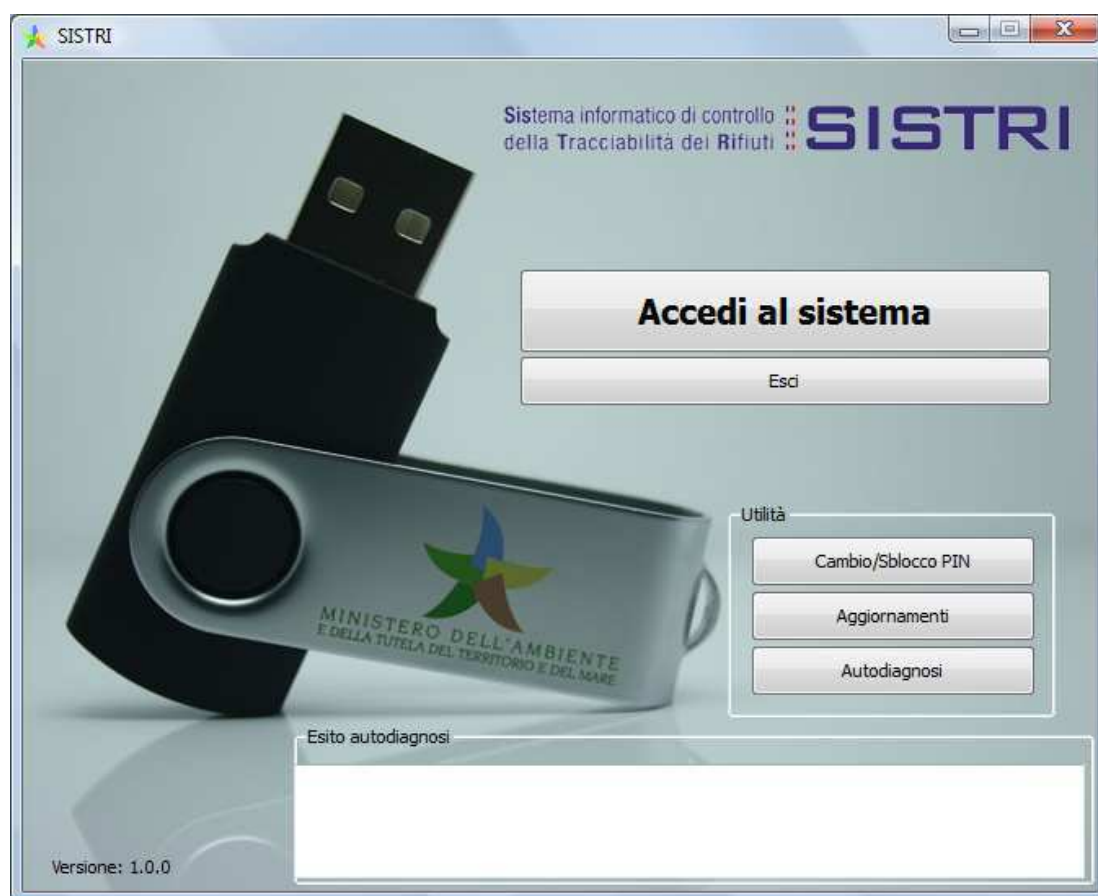 SISTRI
Sistema informatico di controllo
della Tracciabilità dei Rifiuti
SISTRI
Accedi al sistema
Esci
Utilità
Cambio/Sblocco PIN
Aggiornamenti
Autodiagnosi
MINISTERO DELL'AMBIENTE
E DELLA TUTELA DEL TERRITORIO E DEL MARE
Esito autodiagnosi
Versione: 1.0.0